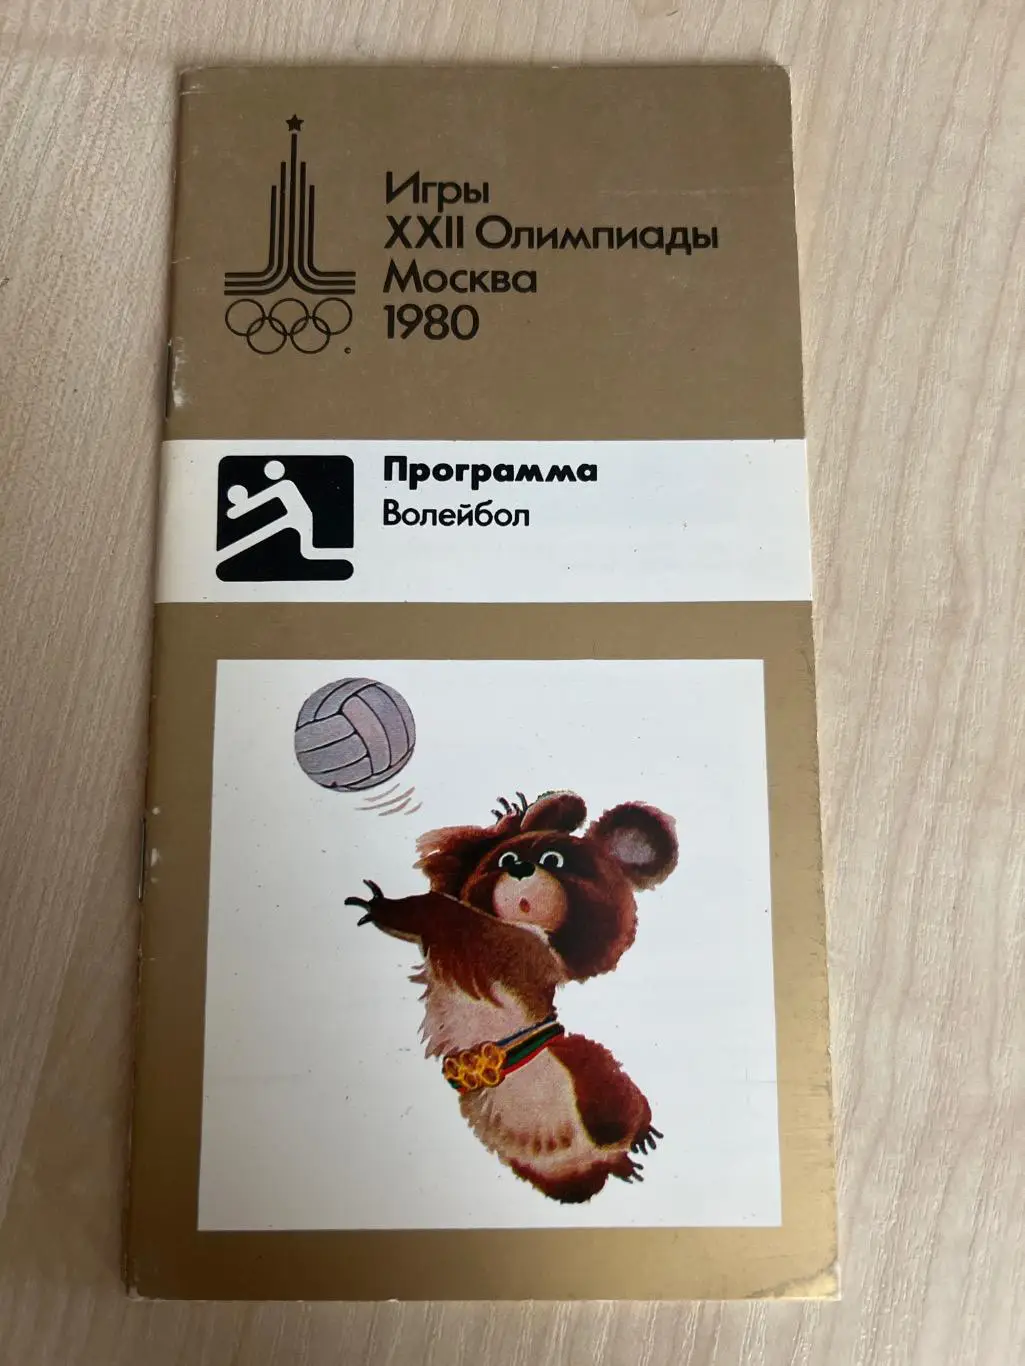 Игры
XXII Олимпиады
Москва
1980
Программа
Волейбол